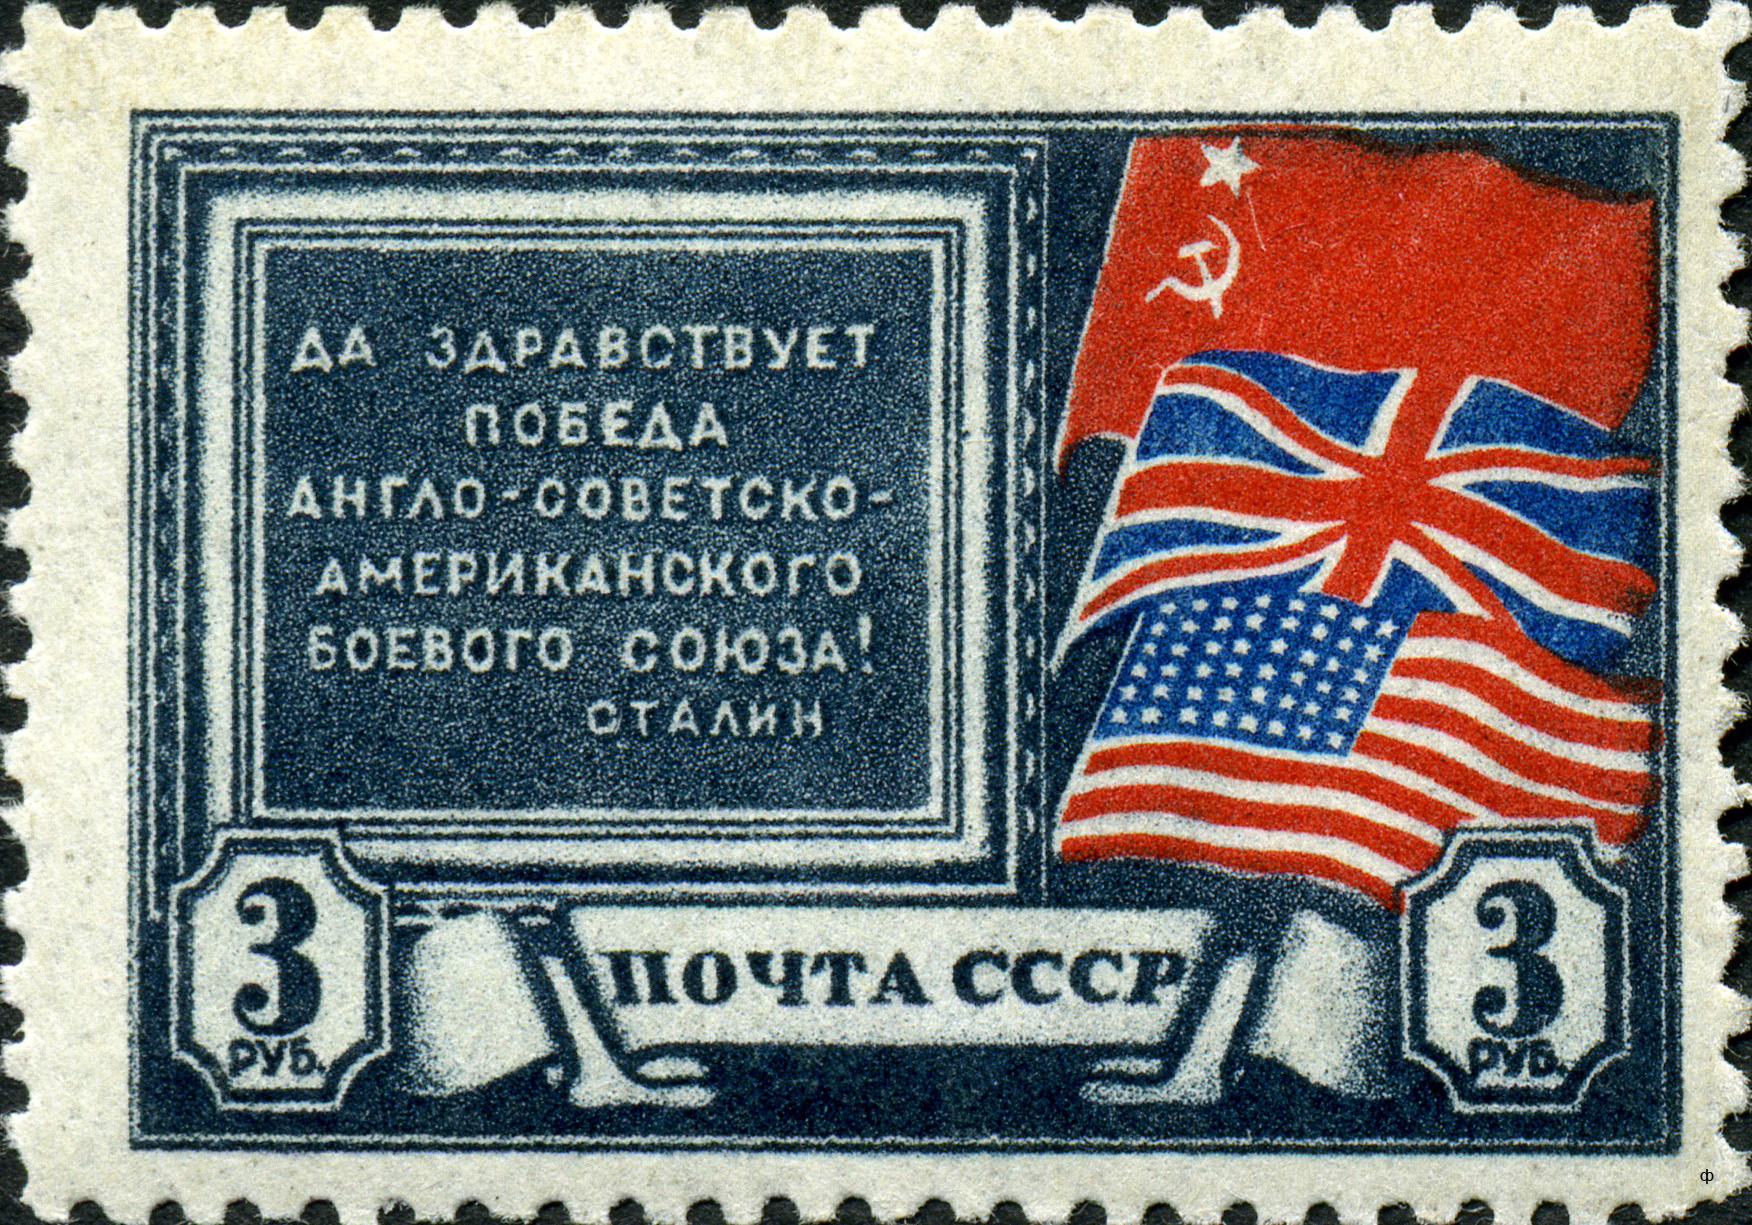 ДА ЗДРАВСТВУЕТ
ПОБЕДА
АНГЛО-СОВЕТСКО-
АМЕРИКАНСКОГО
БОЕВОГО СОЮЗА!
СТАЛИН
3
РУБ.
ПОЧТА СССР
3
РУБ.
ф